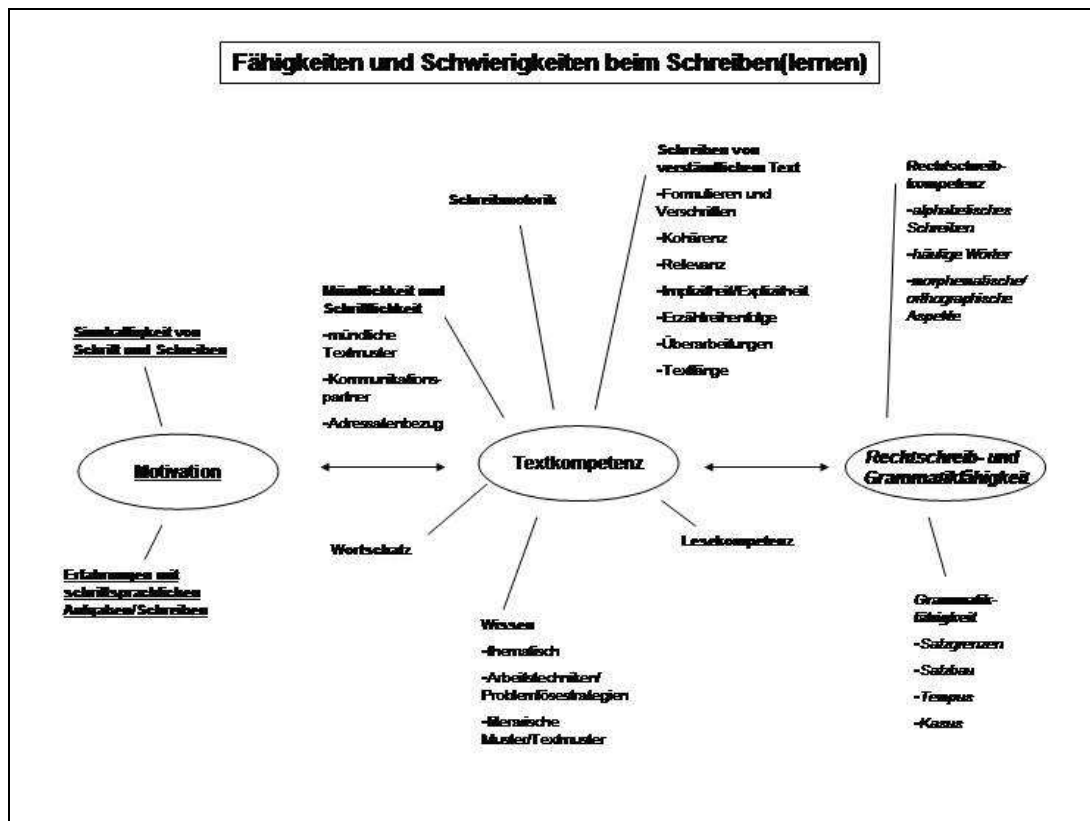 Fähigkeiten und Schwierigkeiten beim Schreiben(lernen)
Sinnhaftigkeit von
Schrift und Schreiben
Motivation
Erfahrungen mit
schriftsprachlichen
Aufgaben/Schreiben
Mündlichkeit und
Schriftlichkeit
-mündliche
Textmuster
-Kommunikations-
partner
-Adressatenbezug
Schreibmotorik
Schreiben von
verständlichem Text
-Formulieren und
Verschriften
-Kohärenz
-Relevanz
-Implizitheit/Explizitheit
-Erzählreihenfolge
-Überarbeitungen
-Textlänge
Textkompetenz
Wortschatz
Wissen
-thematisch
-Arbeitstechniken/
Problemlösestrategien
-literarische
Muster/Textmuster
Lesekompetenz
Rechtschreib-
kompetenz
-alphabetisches
Schreiben
-häufige Wörter
-morphematische/
orthographische
Aspekte
Rechtschreib- und
Grammatikfähigkeit
Grammatik-
fähigkeit
-Satzgrenzen
-Satzbau
-Tempus
-Kasus